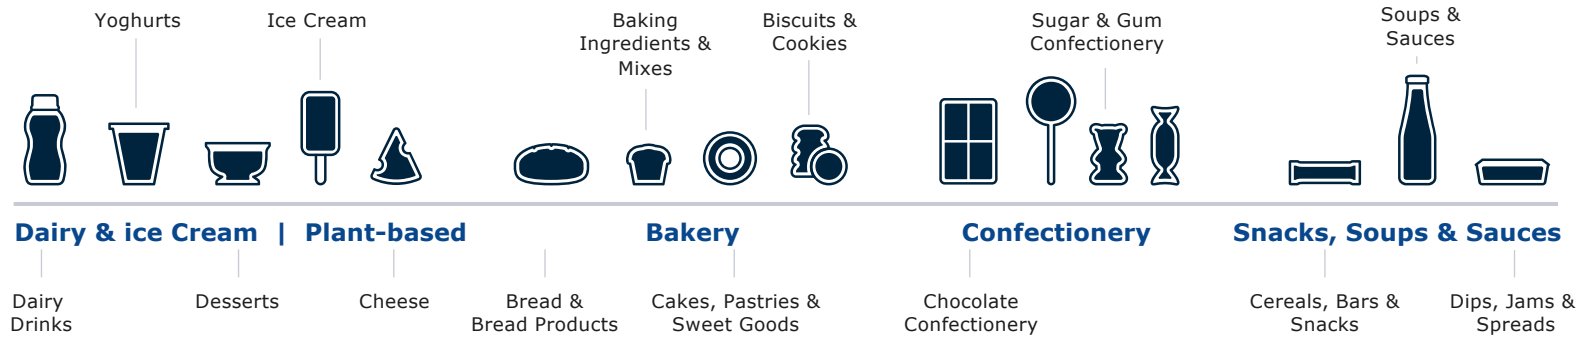 Yoghurts
Ice Cream
Baking
Ingredients &
Mixes
Biscuits &
Cookies
Sugar & Gum
Confectionery
Soups &
Sauces
Dairy & ice Cream | Plant-based
Bakery
Confectionery
Snacks, Soups & Sauces
Dairy
Drinks
Desserts
Cheese
Bread &
Bread Products
Cakes, Pastries &
Sweet Goods
Chocolate
Confectionery
Cereals, Bars &
Snacks
Dips, Jams &
Spreads